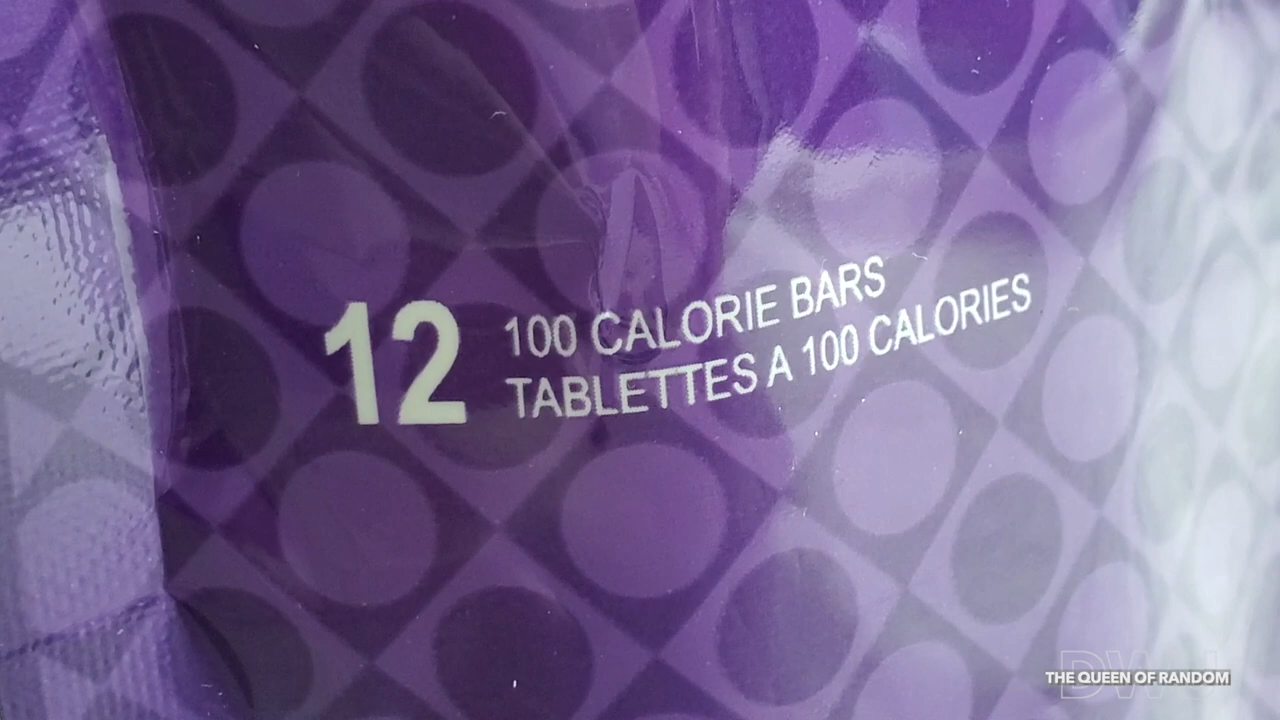 12
100 CALORIE BARS
TABLETTES A 100 CALORIES
THE QUEEN OF RANDOM